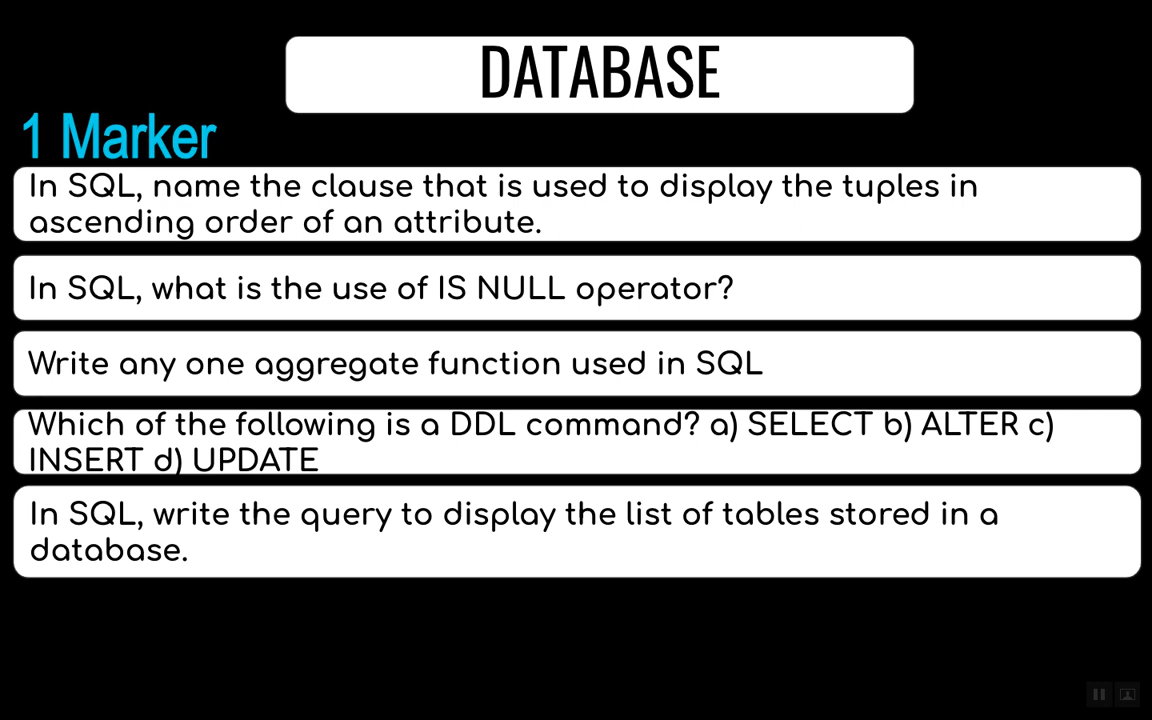 DATABASE
1 Marker
In SQL, name the clause that is used to display the tuples in
ascending order of an attribute.
In SQL, what is the use of IS NULL operator?
Write any one aggregate function used in SQL
Which of the following is a DDL command? a) SELECT b) ALTER c)
INSERT d) UPDATE
In SQL, write the query to display the list of tables stored in a
database.